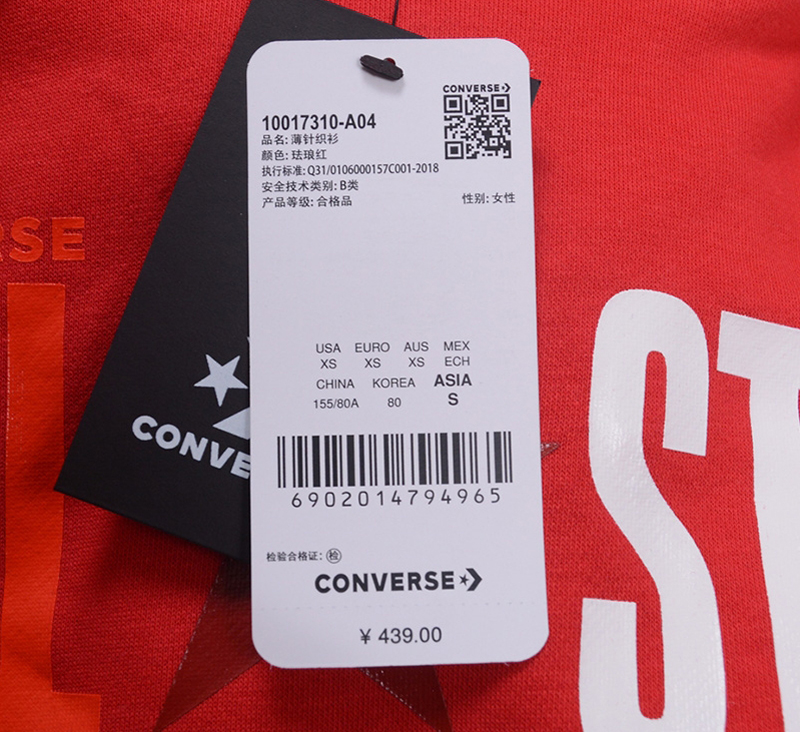 CONVERSE
10017310-A04
品名: 薄针织衫
颜色: 珐琅红
执行标准: Q31/0106000157C001-2018
安全技术类别: B类
产品等级: 合格品
性别: 女性
RSE
USA EURO AUS MEX
XS XS XS ECH
CHINA KOREA ASIA
155/80A 80 S
CONVE
6902014794965
检验合格证: 检
CONVERSE
¥ 439.00
ST